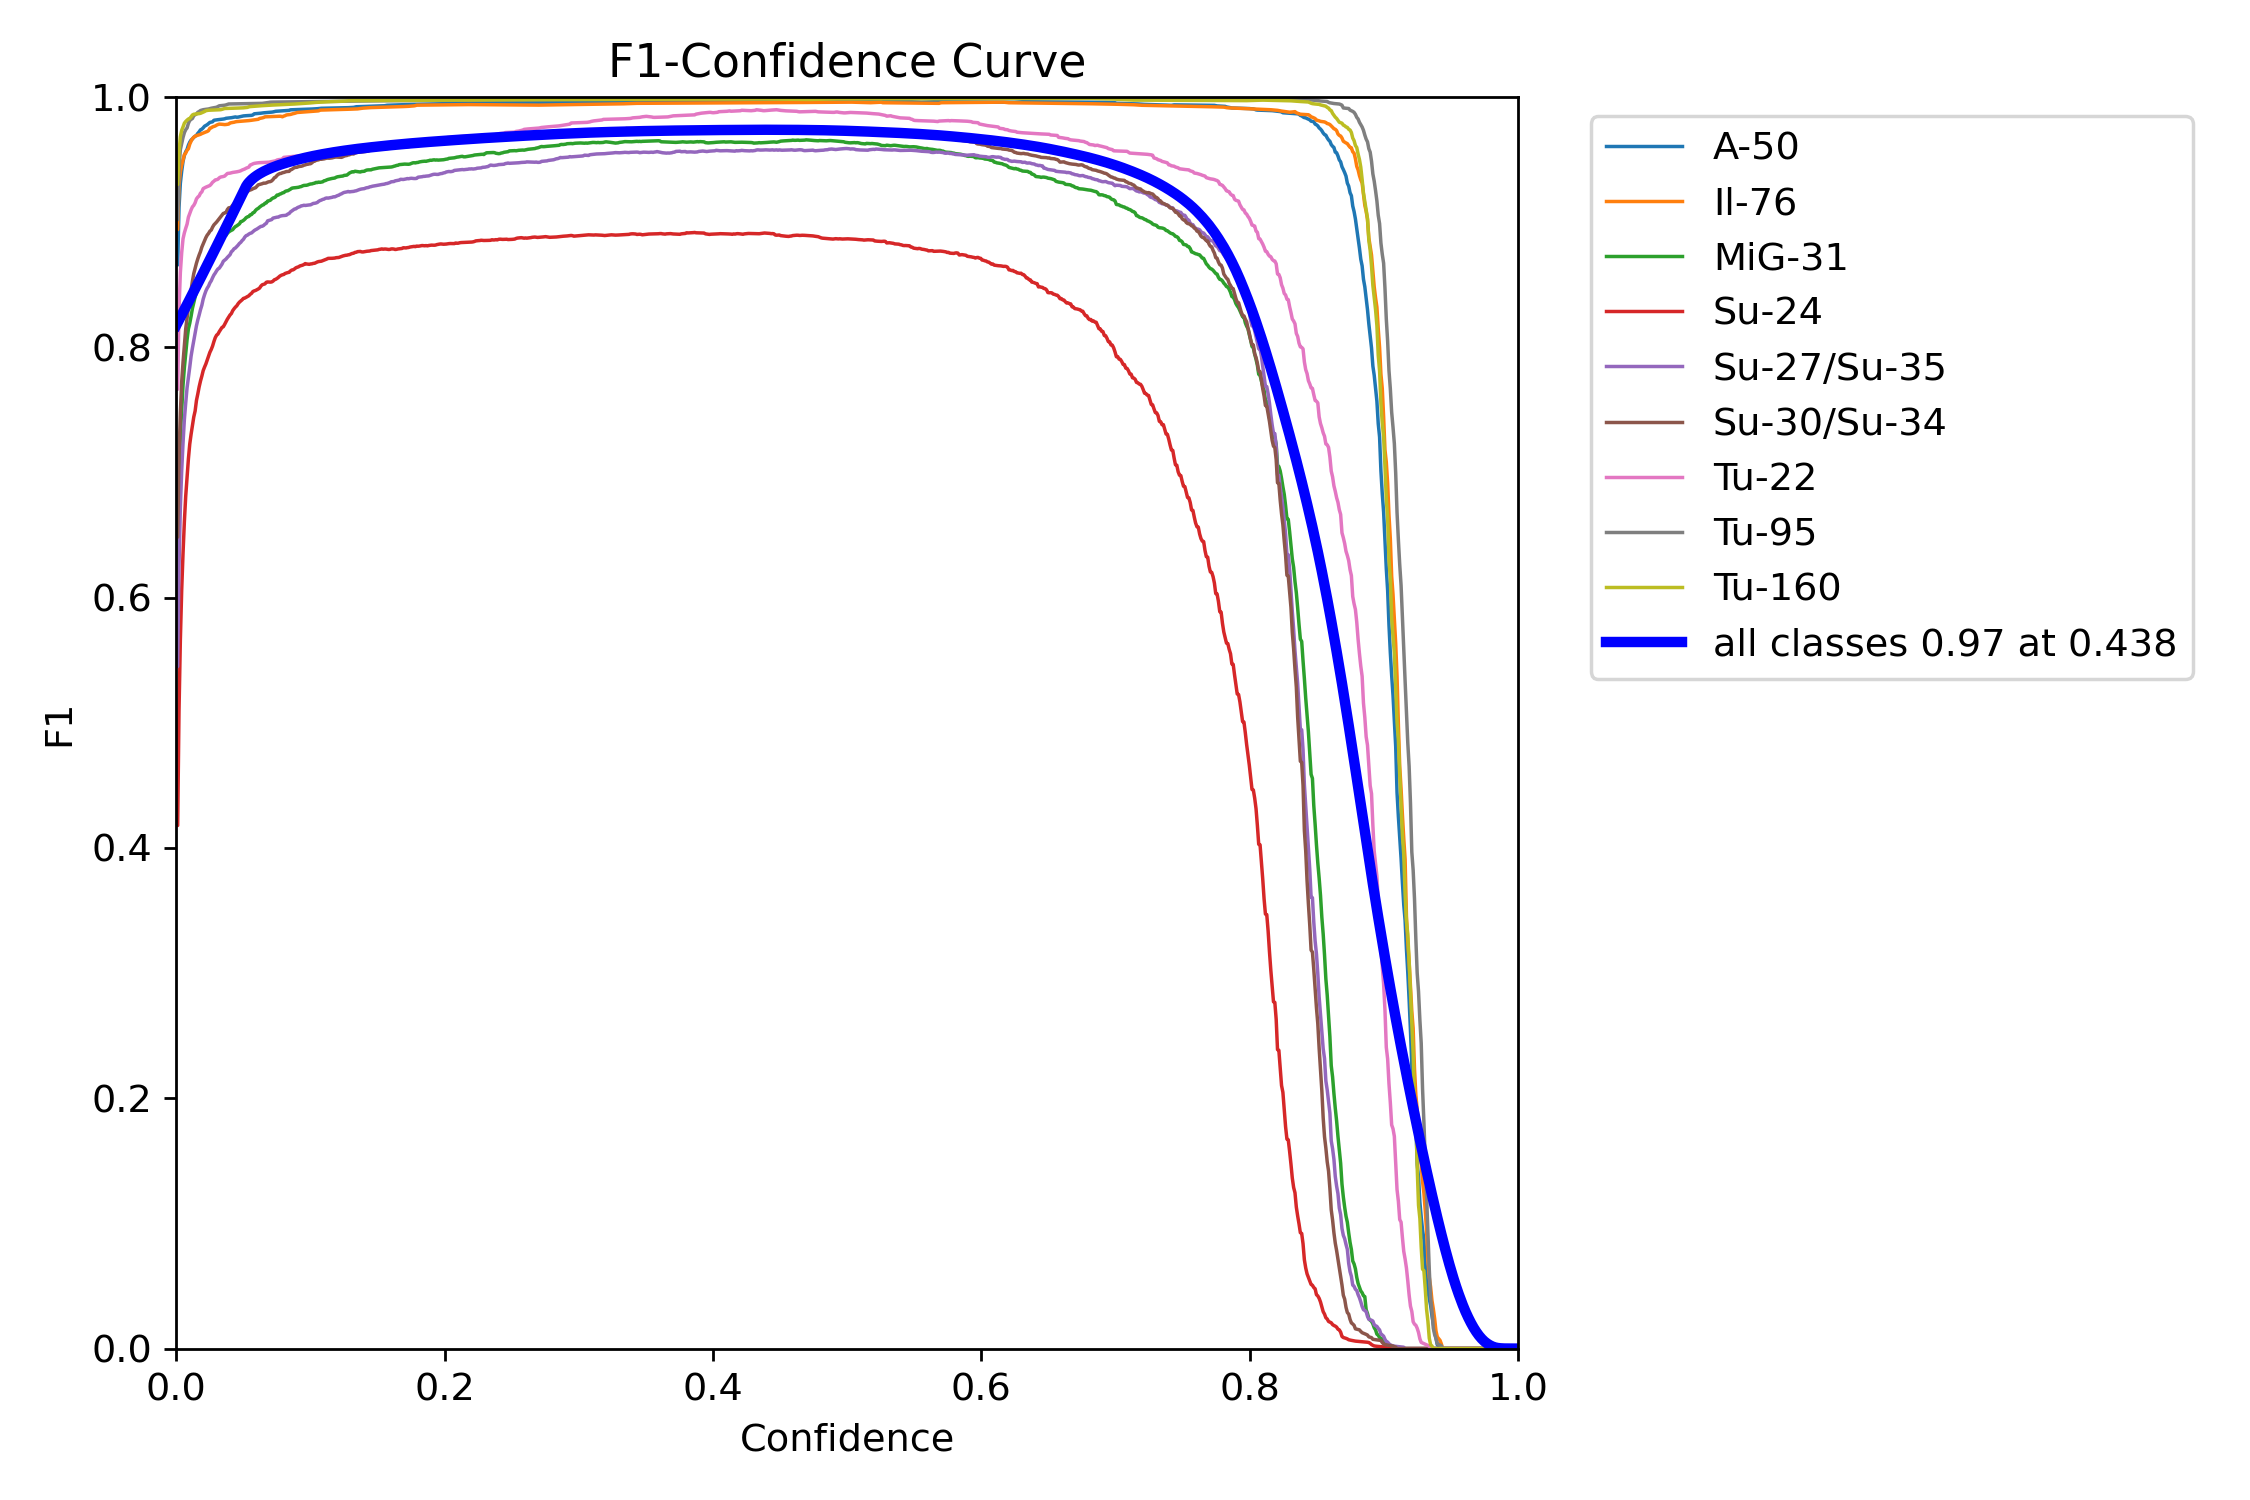 F1-Confidence Curve
1.0
0.8
0.6
0.4
0.2
0.0
F1
0.0 0.2 0.4 0.6 0.8 1.0
Confidence
A-50
Il-76
MiG-31
Su-24
Su-27/Su-35
Su-30/Su-34
Tu-22
Tu-95
Tu-160
all classes 0.97 at 0.438